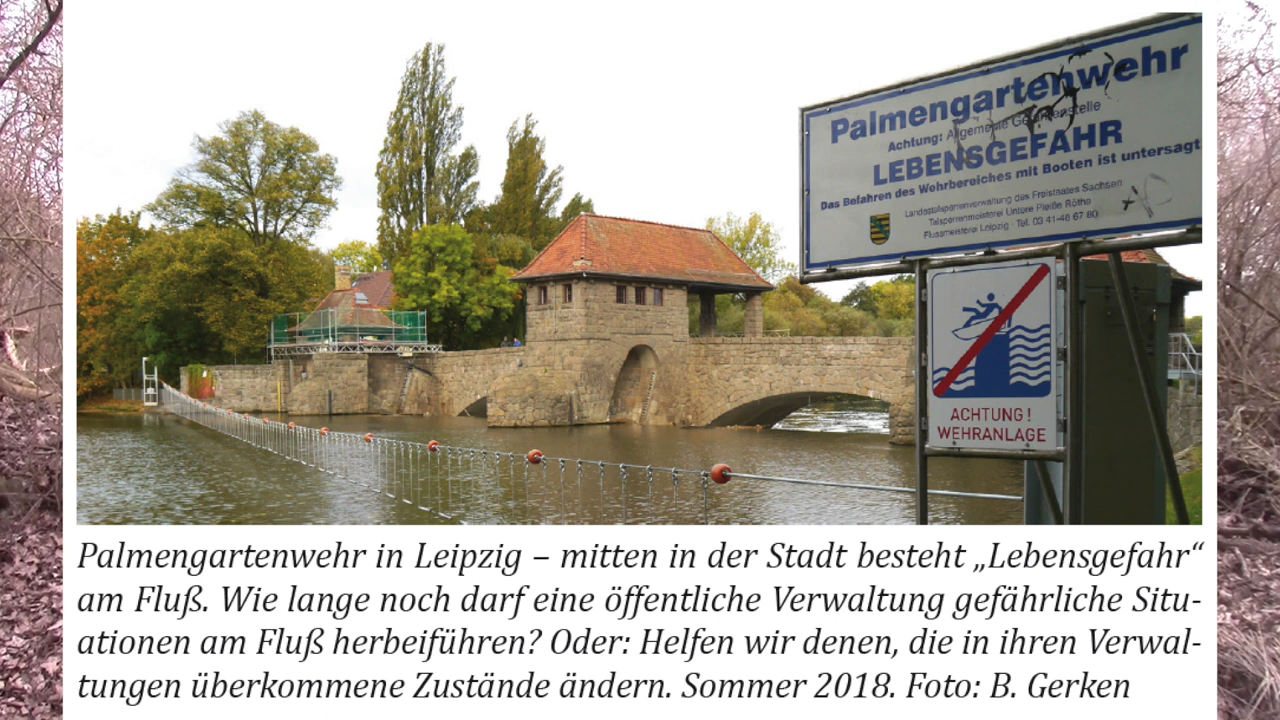 Palmengartenwehr
Achtung: Allgemeine Gefahrenstelle
LEBENSGEFAHR
Das Befahren des Wehrbereiches mit Booten ist untersagt
Landestalsperrenverwaltung des Freistaates Sachsen
Talsperrenmeisterei Untere Pleiße Rötha
Flussmeisterei Leipzig · Tel. 03 41-46 67 80
ACHTUNG!
WEHRANLAGE
Palmengartenwehr in Leipzig – mitten in der Stadt besteht „Lebensgefahr“
am Fluß. Wie lange noch darf eine öffentliche Verwaltung gefährliche Situ-
ationen am Fluß herbeiführen? Oder: Helfen wir denen, die in ihren Verwal-
tungen überkommene Zustände ändern. Sommer 2018. Foto: B. Gerken